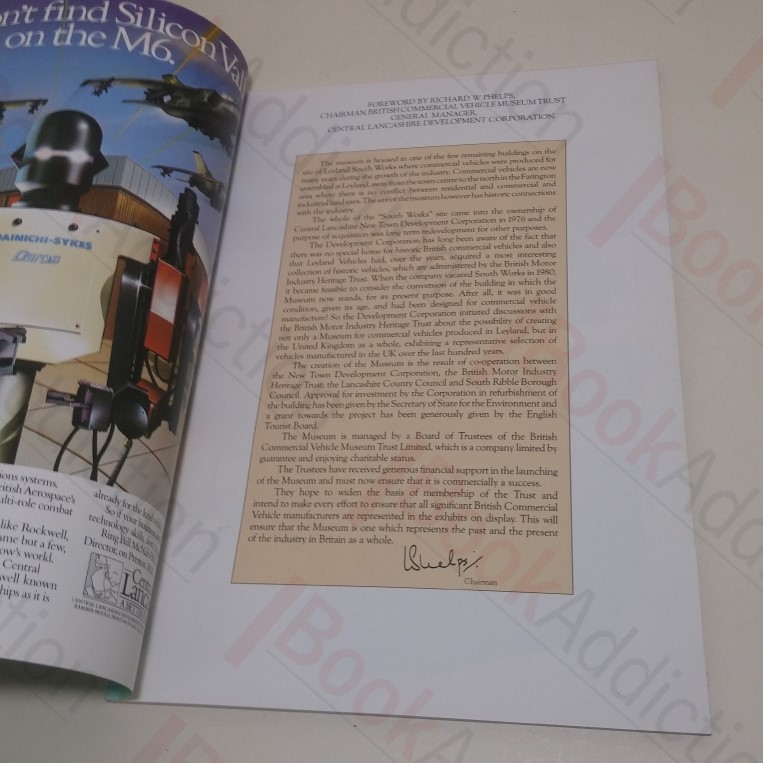 n't find Silicon Val
on the M6.
DAINICHI-SYKES
ions systems,
ritish Aerospace's
ulti-role combat
like Rockwell,
ame but a few,
ow's world.
Central
well known
hips as it is
already for the
So if your business
technology
Ring Bill McNab
Director, on Preston
FOREWORD BY RICHARD W. PHELPS,
CHAIRMAN, BRITISH COMMERCIAL VEHICLE MUSEUM TRUST
GENERAL MANAGER,
CENTRAL LANCASHIRE DEVELOPMENT CORPORATION.
The museum is housed in one of the few remaining buildings on the
site of Leyland South Works where commercial vehicles were produced for
many years during the growth of the industry. Commercial vehicles are now
assembled at Leyland, away from the town centre to the north in the Farington
area where there is no conflict between residential and commercial and
industrial land uses. The site of the museum however has historic connections
with the industry.
The whole of the "South Works" site came into the ownership of
Central Lancashire New Town Development Corporation in 1976 and the
purpose of acquisition was long term redevelopment for other purposes.
The Development Corporation has long been aware of the fact that
there was no special home for historic British commercial vehicles and also
that Leyland Vehicles had, over the years, acquired a most interesting
collection of historic vehicles, which are administered by the British Motor
Industry Heritage Trust. When the company vacated South Works in 1980,
it became feasible to consider the conversion of the building in which the
Museum now stands, for its present purpose. After all, it was in good
condition, given its age, and had been designed for commercial vehicle
manufacture! So the Development Corporation initiated discussions with
the British Motor Industry Heritage Trust about the possibility of creating
not only a Museum for commercial vehicles produced in Leyland, but in
the United Kingdom as a whole, exhibiting a representative selection of
vehicles manufactured in the UK over the last hundred years.
The creation of the Museum is the result of co-operation between
the New Town Development Corporation, the British Motor Industry
Heritage Trust, the Lancashire County Council and South Ribble Borough
Council. Approval for investment by the Corporation in refurbishment of
the building has been given by the Secretary of State for the Environment and
a grant towards the project has been generously given by the English
Tourist Board.
The Museum is managed by a Board of Trustees of the British
Commercial Vehicle Museum Trust Limited, which is a company limited by
guarantee and enjoying charitable status.
The Trustees have received generous financial support in the launching
of the Museum and must now ensure that it is commercially a success.
They hope to widen the basis of membership of the Trust and
intend to make every effort to ensure that all significant British Commercial
Vehicle manufacturers are represented in the exhibits on display. This will
ensure that the Museum is one which represents the past and the present
of the industry in Britain as a whole.
Chairman
BookAddiction